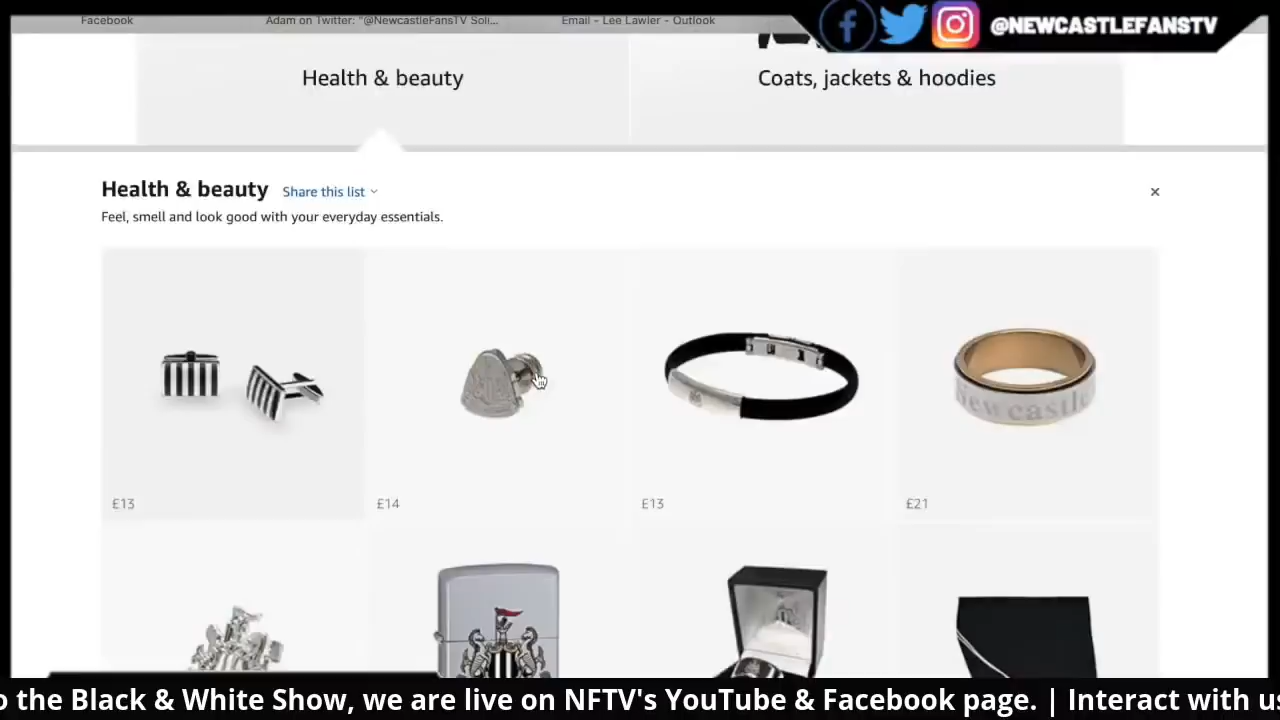 Facebook
Adam on Twitter: "@NewcastleFansTV Soli...
Email - Lee Lawler - Outlook
@NEWCASTLEFANSTV
Health & beauty
Coats, jackets & hoodies
Health & beauty
Share this list
Feel, smell and look good with your everyday essentials.
new castle
£13
£14
£13
£21
o the Black & White Show, we are live on NFTV's YouTube & Facebook page. | Interact with us